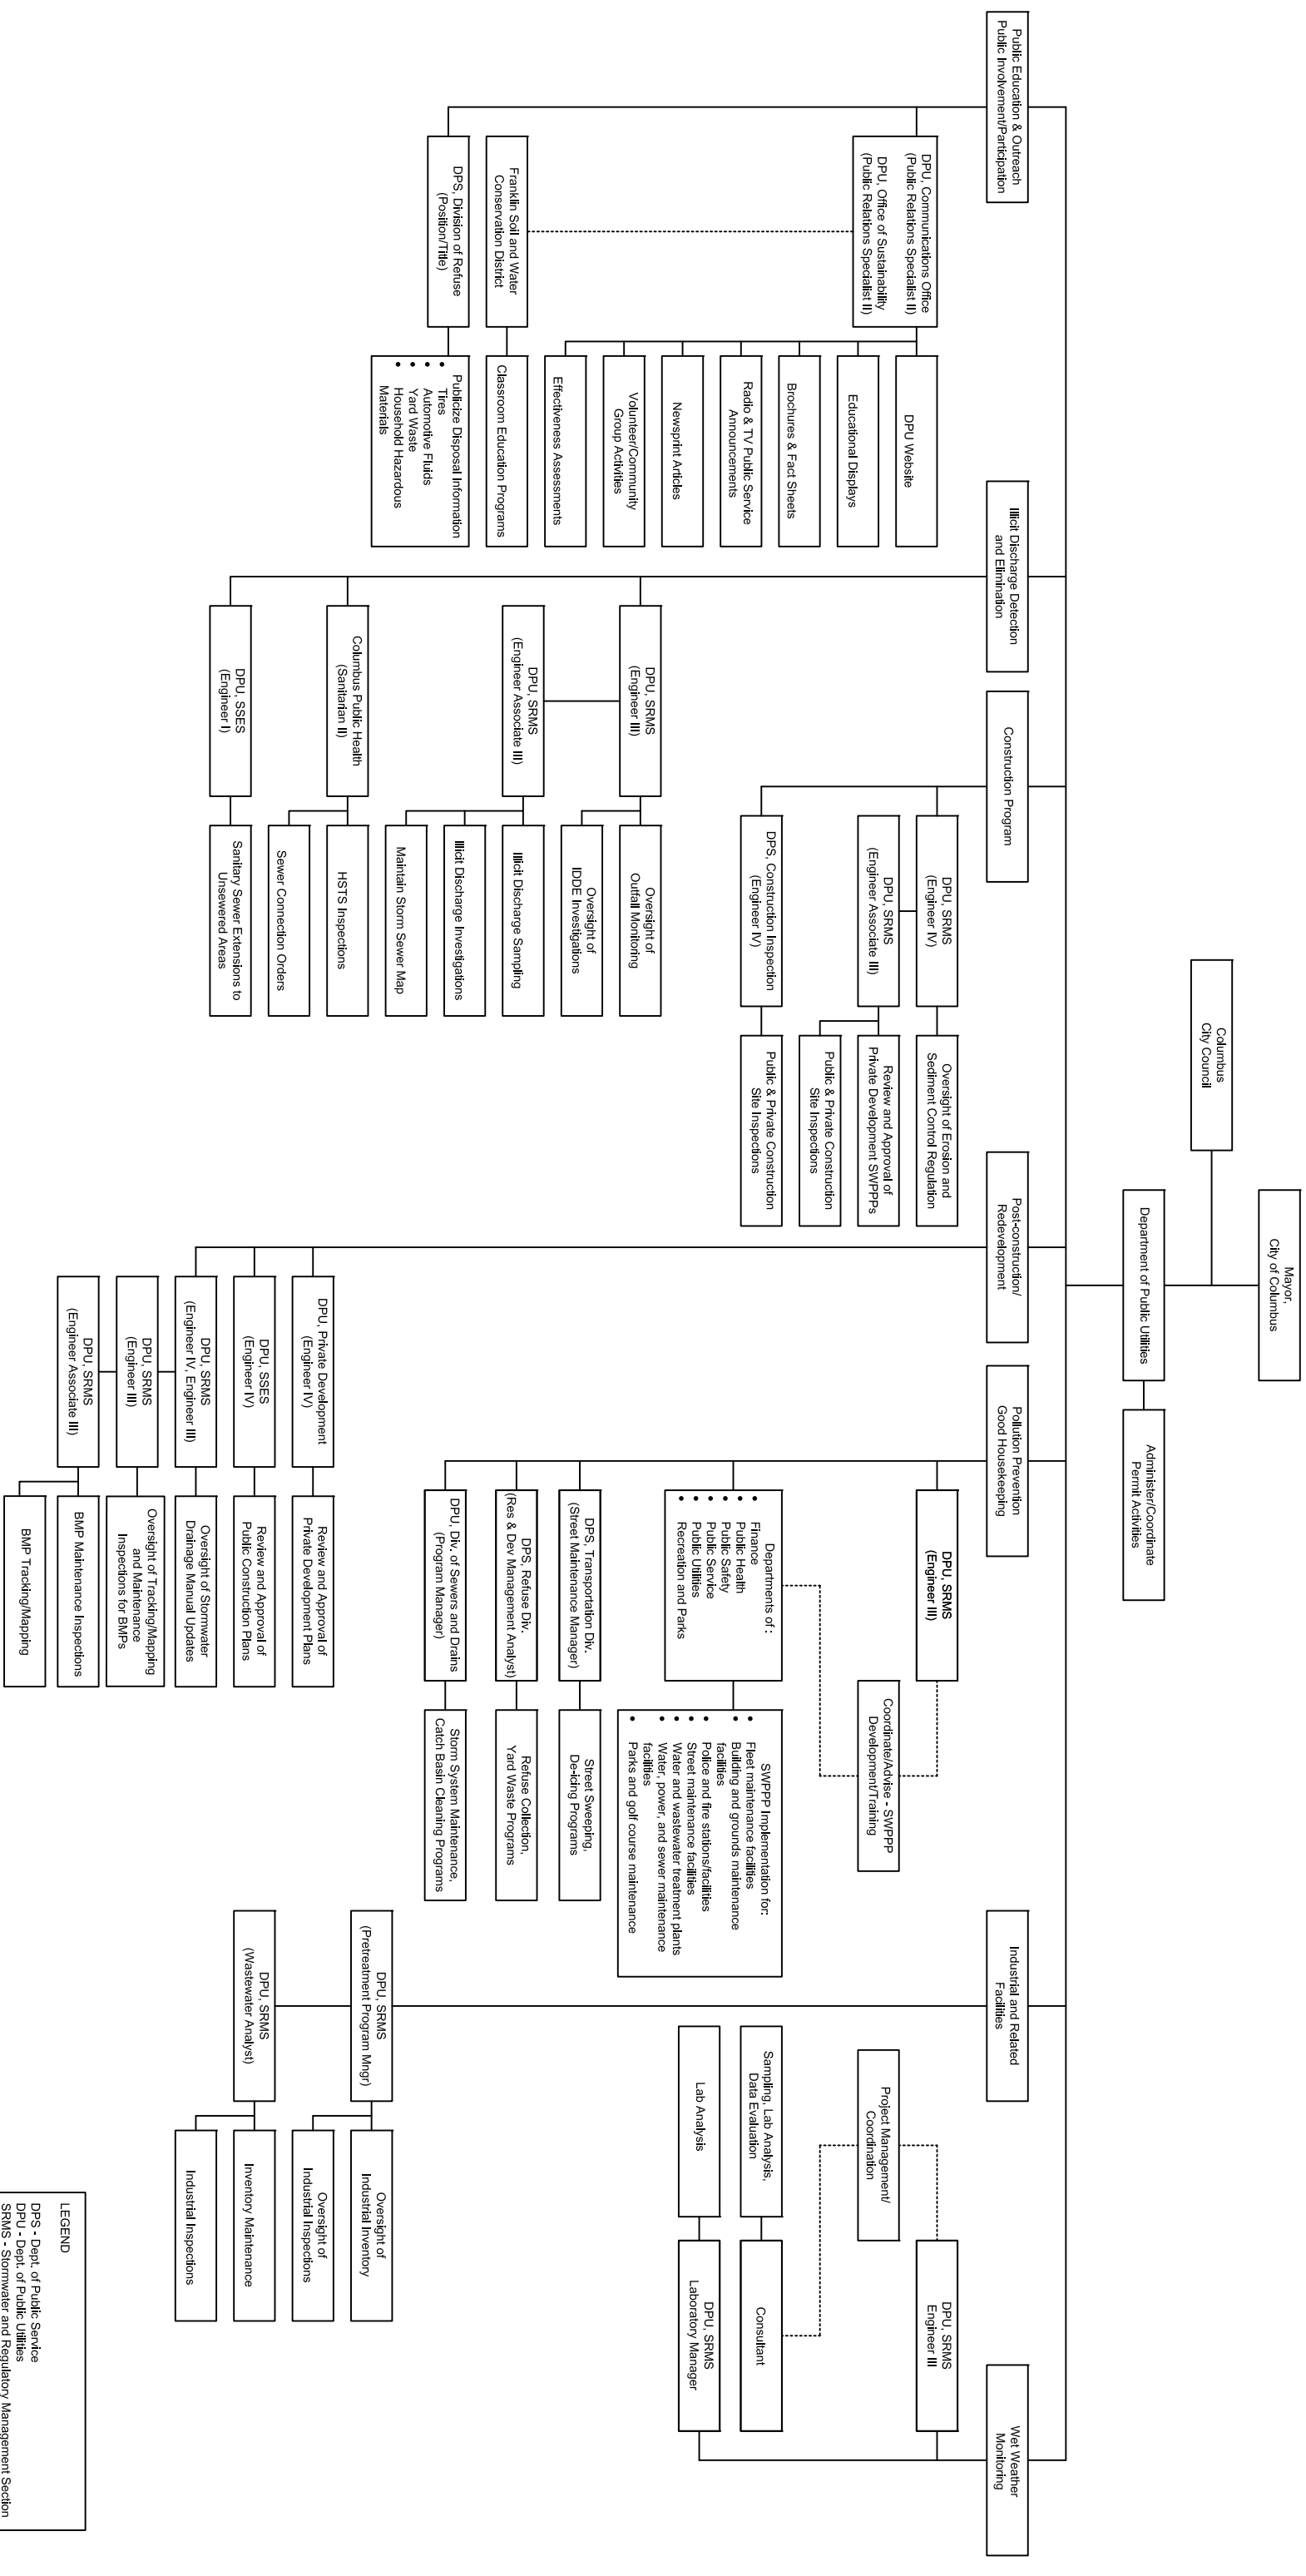 Mayor,
City of Columbus
Columbus
City Council
Department of Public Utilities
Administer/Coordinate
Permit Activities
Public Education & Outreach
Public Involvement/Participation
DPU, Communications Office
(Public Relations Specialist II)
DPU, Office of Sustainability
(Public Relations Specialist II)
DPU Website
Educational Displays
Brochures & Fact Sheets
Radio & TV Public Service
Announcements
Newsprint Articles
Volunteer/Community
Group Activities
Effectiveness Assessments
Franklin Soil and Water
Conservation District
Classroom Education Programs
DPS, Division of Refuse
(Position/Title)
Publicize Disposal Information
• Tires
• Automotive Fluids
• Yard Waste
• Household Hazardous
Materials
Illicit Discharge Detection
and Elimination
DPU, SRMS
(Engineer III)
Oversight of
Outfall Monitoring
Oversight of
IDDE Investigations
DPU, SRMS
(Engineer Associate III)
Illicit Discharge Sampling
Illicit Discharge Investigations
Maintain Storm Sewer Map
Columbus Public Health
(Sanitarian II)
HSTS Inspections
Sewer Connection Orders
DPU, SSES
(Engineer I)
Sanitary Sewer Extensions to
Unsewered Areas
Construction Program
DPU, SRMS
(Engineer IV)
Oversight of Erosion and
Sediment Control Regulation
DPU, SRMS
(Engineer Associate III)
Review and Approval of
Private Development SWPPPs
Public & Private Construction
Site Inspections
DPS, Construction Inspection
(Engineer IV)
Public & Private Construction
Site Inspections
Post-construction/
Redevelopment
DPU, Private Development
(Engineer IV)
Review and Approval of
Private Development Plans
DPU, SSES
(Engineer IV)
Review and Approval of
Public Construction Plans
DPU, SRMS
(Engineer IV, Engineer III)
Oversight of Stormwater
Drainage Manual Updates
DPU, SRMS
(Engineer III)
Oversight of Tracking/Mapping
and Maintenance
Inspections for BMPs
DPU, SRMS
(Engineer Associate III)
BMP Maintenance Inspections
BMP Tracking/Mapping
Pollution Prevention
Good Housekeeping
DPU, SRMS
(Engineer III)
Coordinate/Advise - SWPPP
Development/Training
Departments of :
• Finance
• Public Health
• Public Safety
• Public Service
• Public Utilities
• Recreation and Parks
SWPPP Implementation for:
• Fleet maintenance facilities
• Building and grounds maintenance
facilities
• Police and fire stations/facilities
• Street maintenance facilities
• Water and wastewater treatment plants
• Water, power, and sewer maintenance
facilities
• Parks and golf course maintenance
DPS, Transportation Div.
(Street Maintenance Manager)
Street Sweeping,
De-icing Programs
DPS, Refuse Div.
(Res & Dev Management Analyst)
Refuse Collection,
Yard Waste Programs
DPU, Div. of Sewers and Drains
(Program Manager)
Storm System Maintenance,
Catch Basin Cleaning Programs
Industrial and Related
Facilities
DPU, SRMS
(Pretreatment Program Mngr)
Oversight of
Industrial Inventory
Oversight of
Industrial Inspections
DPU, SRMS
(Wastewater Analyst)
Inventory Maintenance
Industrial Inspections
Wet Weather
Monitoring
DPU, SRMS
Engineer III
Project Management/
Coordination
Consultant
Sampling, Lab Analysis,
Data Evaluation
DPU, SRMS
Laboratory Manager
Lab Analysis
LEGEND
DPS - Dept. of Public Service
DPU - Dept. of Public Utilities
SRMS - Stormwater and Regulatory Management Section